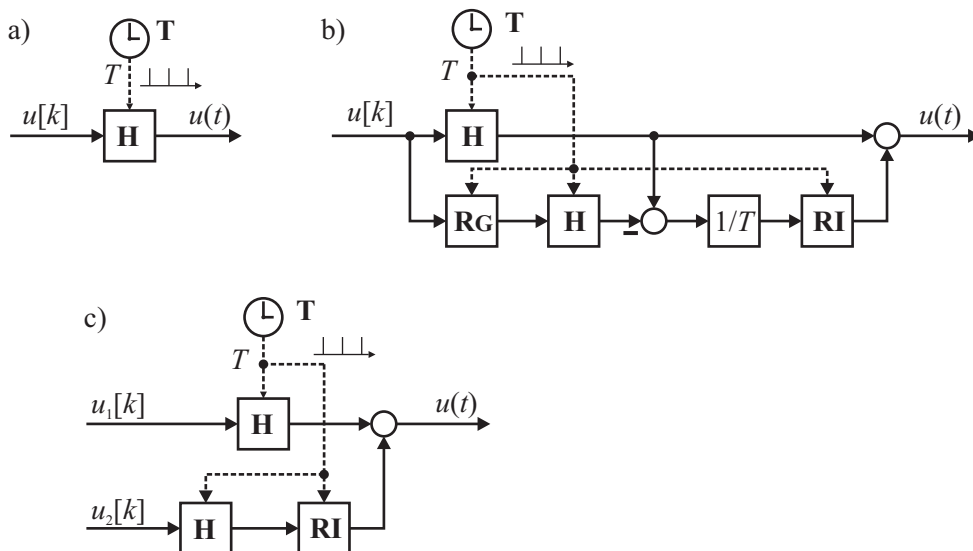 a)
T
T
u[k]
H
u(t)
b)
T
T
u[k]
H
u(t)
RG
H
1/T
RI
c)
T
T
u₁[k]
H
u(t)
u₂[k]
H
RI